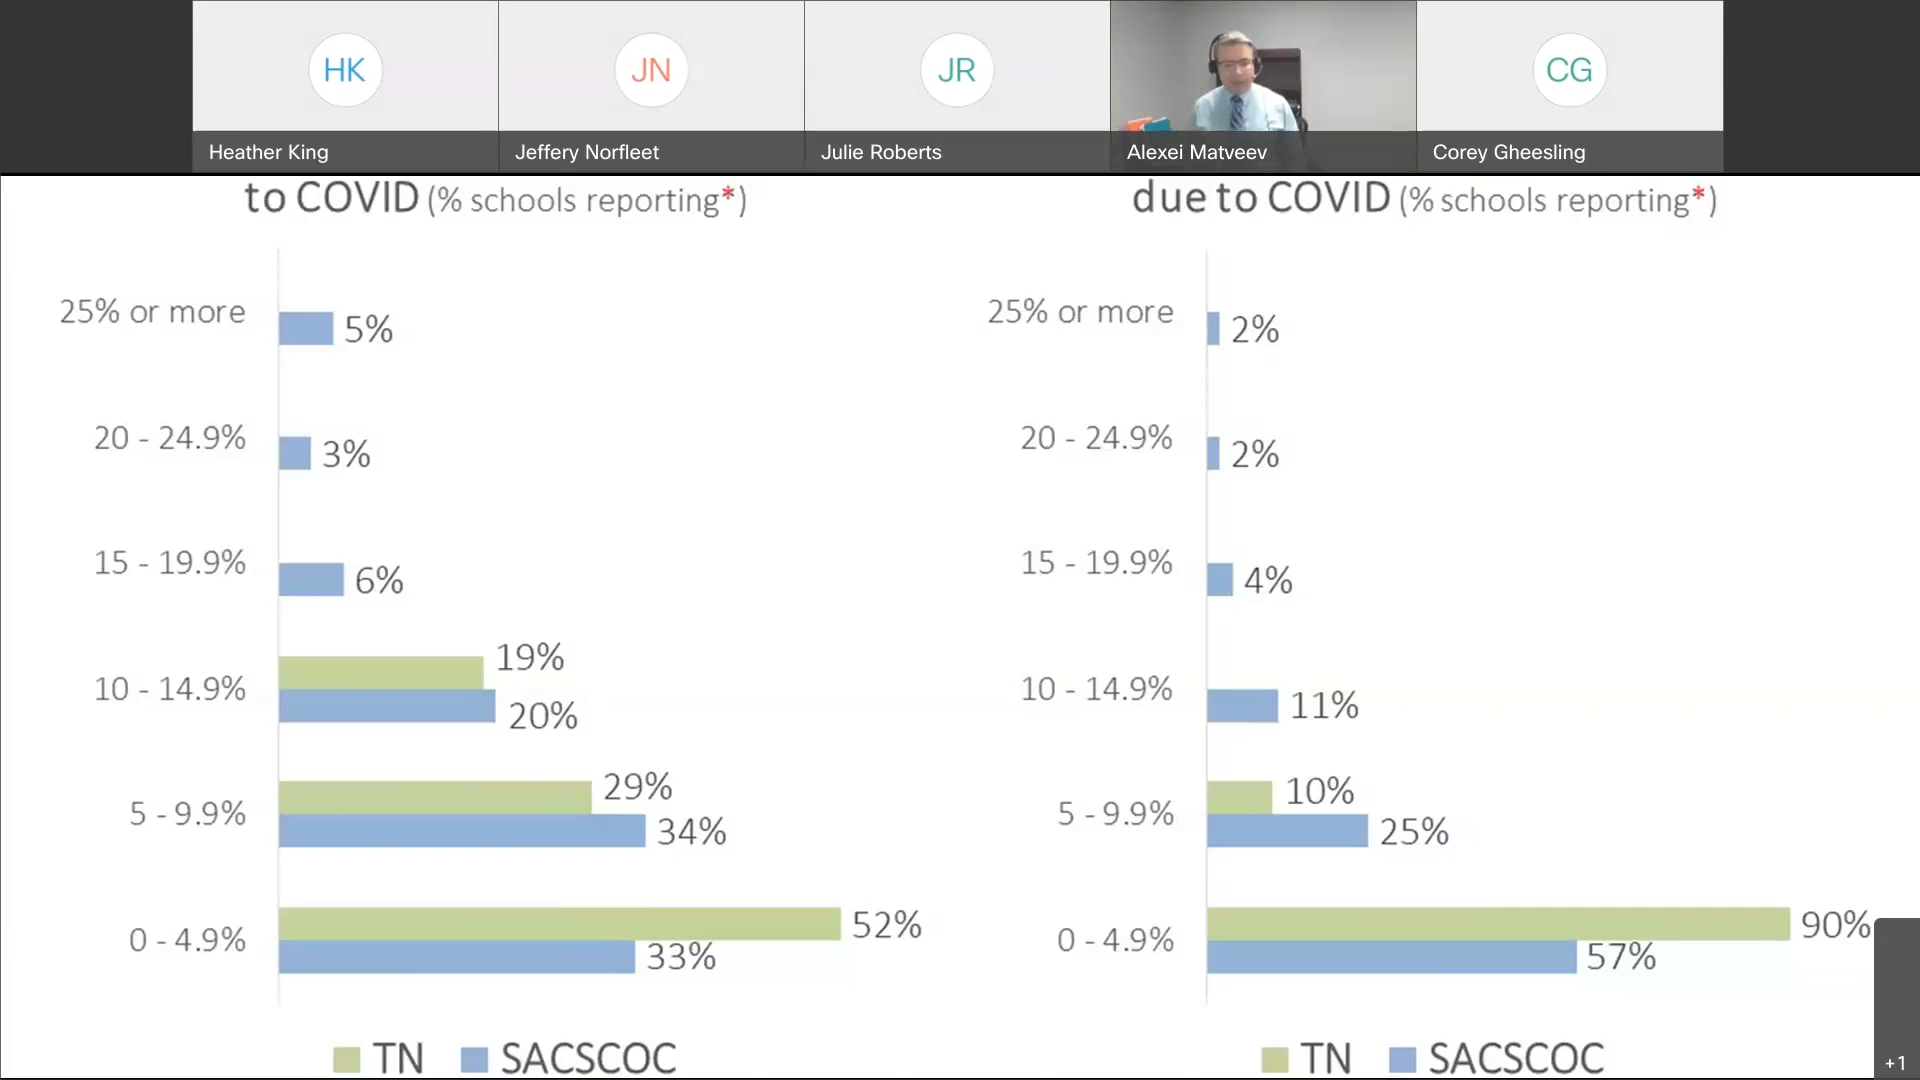 HK
JN
JR
CG
Heather King
Jeffery Norfleet
Julie Roberts
Alexei Matveev
Corey Gheesling
to COVID (% schools reporting*)
25% or more
5%
20 - 24.9%
3%
15 - 19.9%
6%
10 - 14.9%
19%
20%
5 - 9.9%
29%
34%
0 - 4.9%
52%
33%
TN
SACSCOC
due to COVID (% schools reporting*)
25% or more
2%
20 - 24.9%
2%
15 - 19.9%
4%
10 - 14.9%
11%
5 - 9.9%
10%
25%
0 - 4.9%
90%
57%
TN
SACSCOC
+1